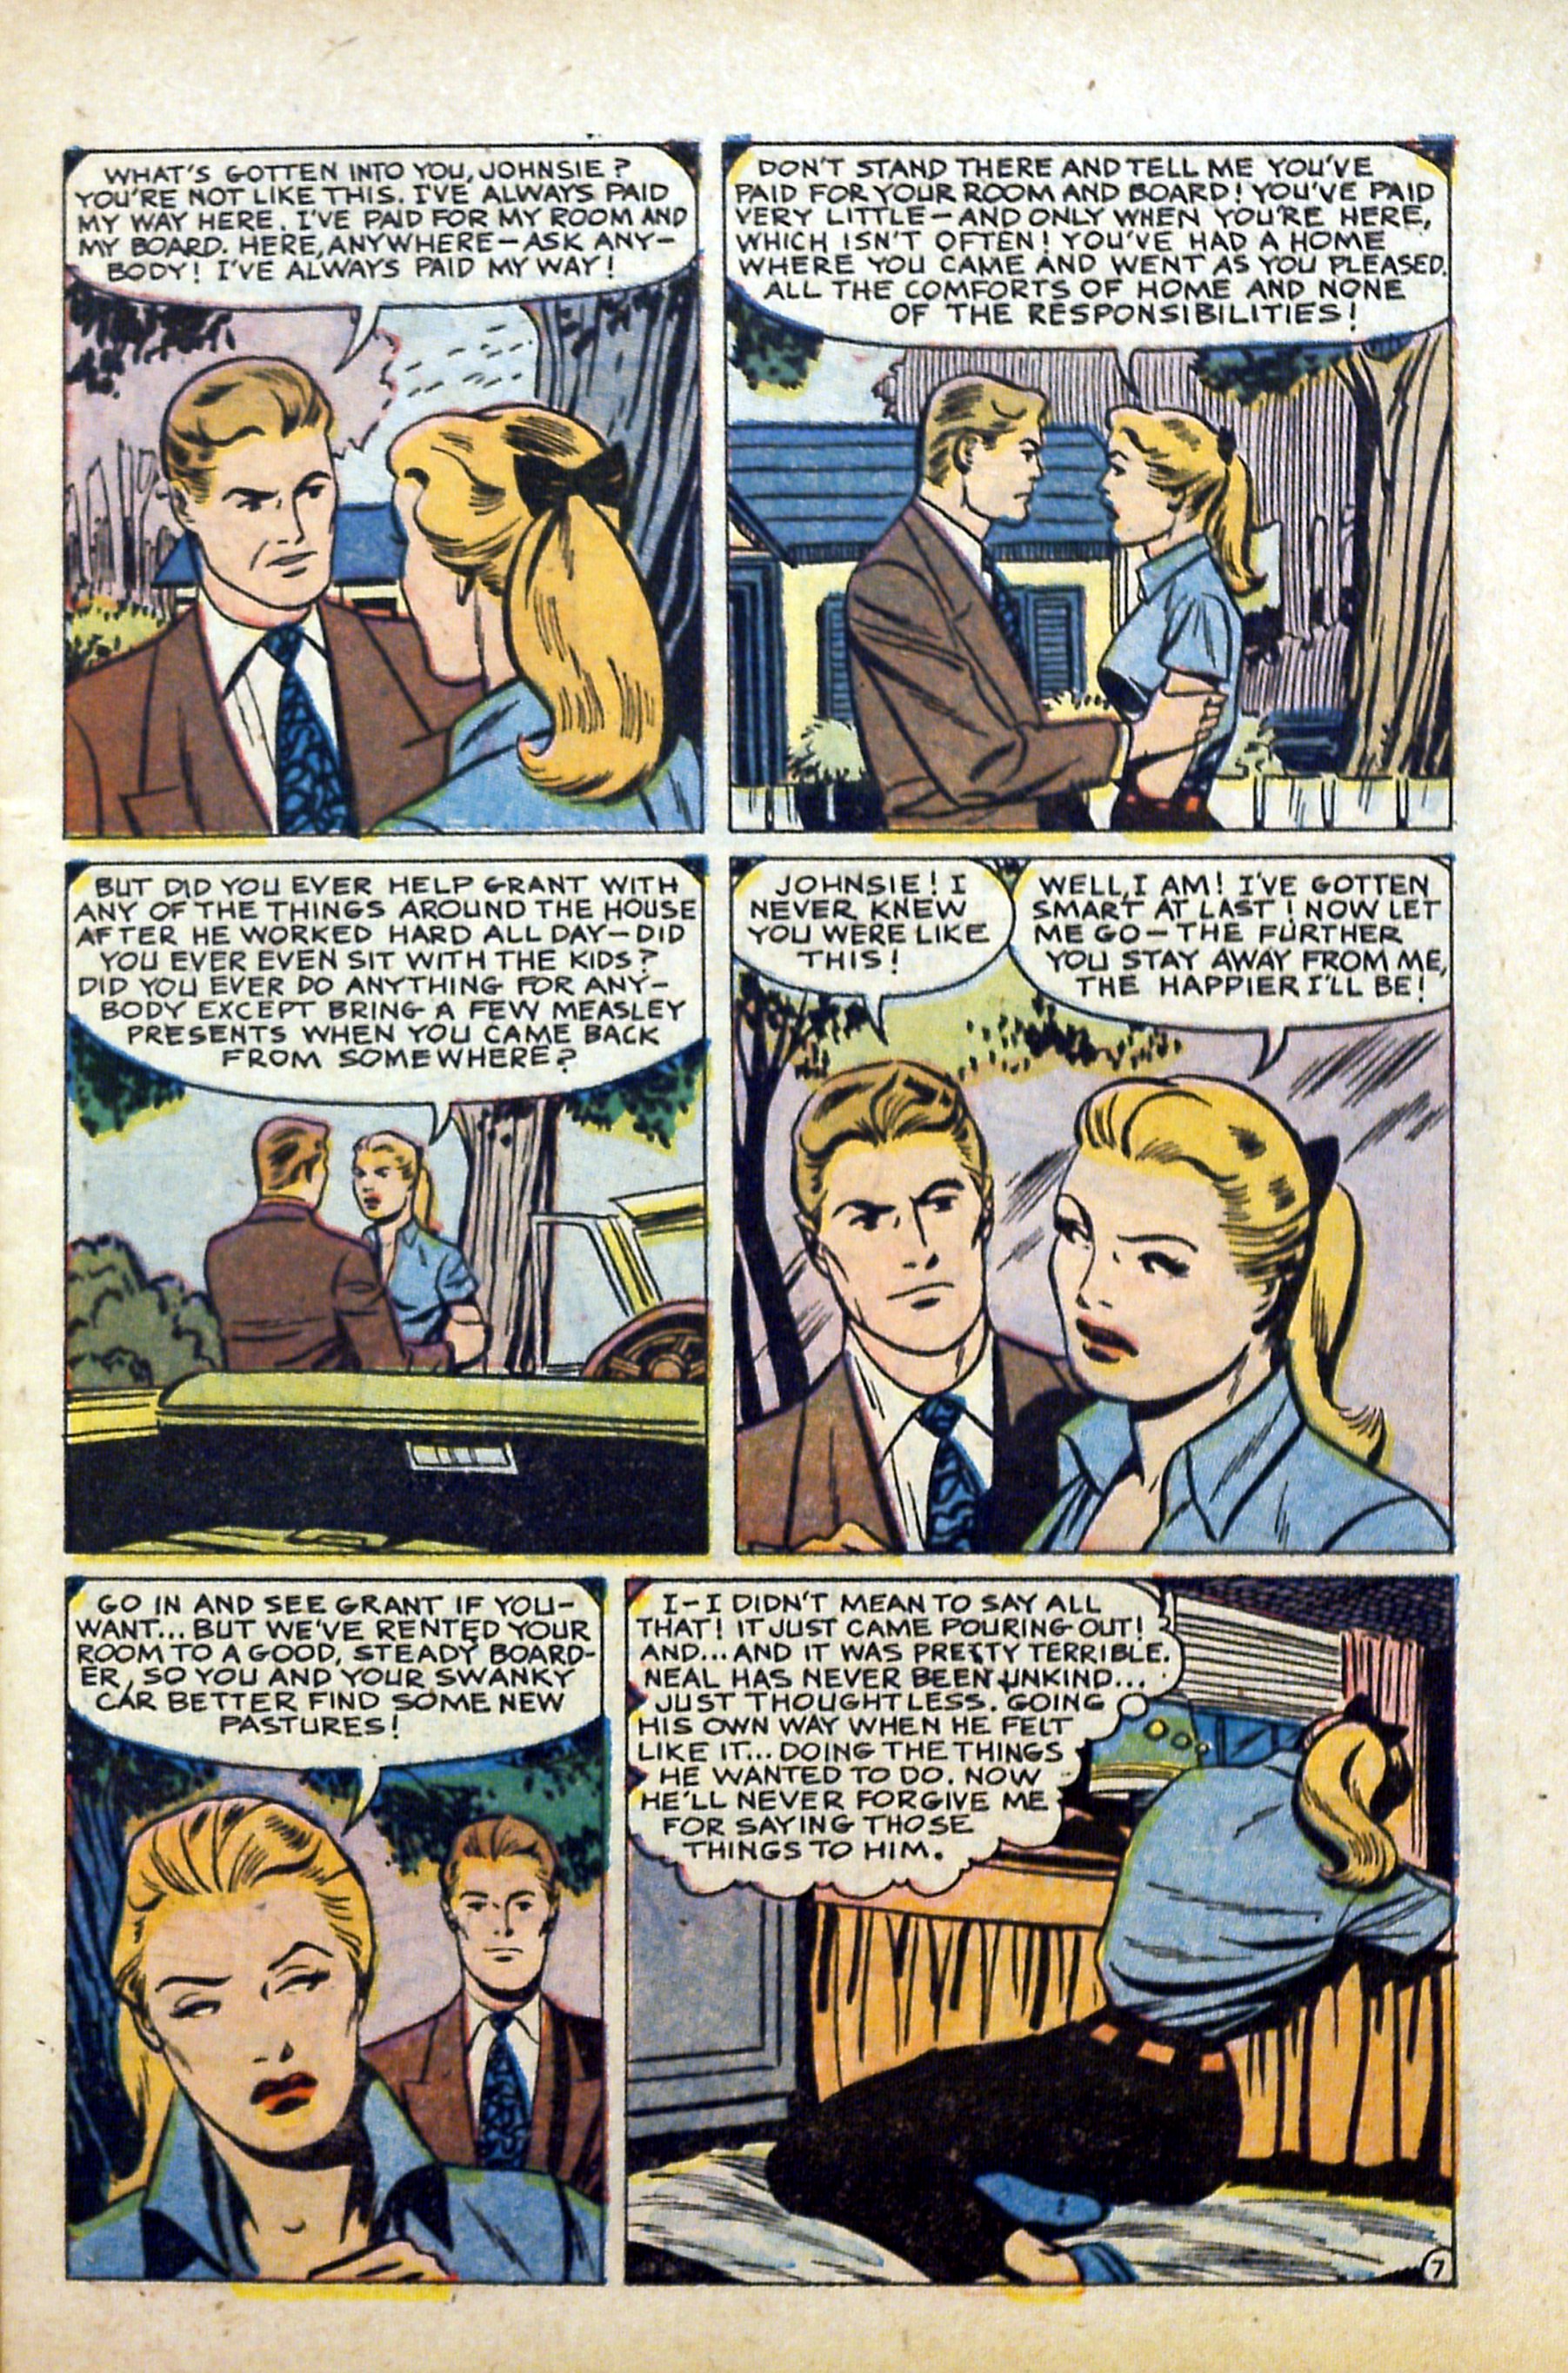 WHAT'S GOTTEN INTO YOU, JOHNSIE?
YOU'RE NOT LIKE THIS. I'VE ALWAYS PAID
MY WAY HERE. I'VE PAID FOR MY ROOM AND
MY BOARD. HERE, ANYWHERE—ASK ANY-
BODY! I'VE ALWAYS PAID MY WAY!
DON'T STAND THERE AND TELL ME YOU'VE
PAID FOR YOUR ROOM AND BOARD! YOU'VE PAID
VERY LITTLE—AND ONLY WHEN YOU'RE HERE,
WHICH ISN'T OFTEN! YOU'VE HAD A HOME
WHERE YOU CAME AND WENT AS YOU PLEASED.
ALL THE COMFORTS OF HOME AND NONE
OF THE RESPONSIBILITIES!
BUT DID YOU EVER HELP GRANT WITH
ANY OF THE THINGS AROUND THE HOUSE
AFTER HE WORKED HARD ALL DAY—DID
YOU EVER EVEN SIT WITH THE KIDS?
DID YOU EVER DO ANYTHING FOR ANY-
BODY EXCEPT BRING A FEW MEASLEY
PRESENTS WHEN YOU CAME BACK
FROM SOMEWHERE?
JOHNSIE! I
NEVER KNEW
YOU WERE LIKE
THIS!
WELL, I AM! I'VE GOTTEN
SMART AT LAST! NOW LET
ME GO—THE FURTHER
YOU STAY AWAY FROM ME,
THE HAPPIER I'LL BE!
GO IN AND SEE GRANT IF YOU-
WANT... BUT WE'VE RENTED YOUR
ROOM TO A GOOD, STEADY BOARD-
ER, SO YOU AND YOUR SWANKY
CAR BETTER FIND SOME NEW
PASTURES!
I-I DIDN'T MEAN TO SAY ALL
THAT! IT JUST CAME POURING OUT!
AND... AND IT WAS PRETTY TERRIBLE.
NEAL HAS NEVER BEEN UNKIND...
JUST THOUGHTLESS. GOING
HIS OWN WAY WHEN HE FELT
LIKE IT... DOING THE THINGS
HE WANTED TO DO. NOW
HE'LL NEVER FORGIVE ME
FOR SAYING THOSE
THINGS TO HIM.
7